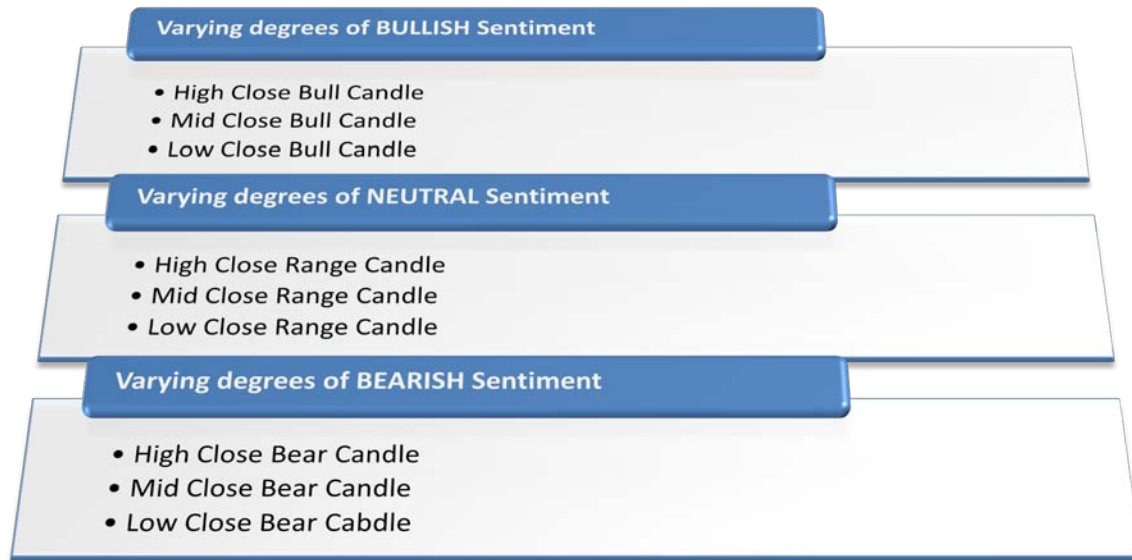 Varying degrees of BULLISH Sentiment
• High Close Bull Candle
• Mid Close Bull Candle
• Low Close Bull Candle
Varying degrees of NEUTRAL Sentiment
• High Close Range Candle
• Mid Close Range Candle
• Low Close Range Candle
Varying degrees of BEARISH Sentiment
• High Close Bear Candle
• Mid Close Bear Candle
• Low Close Bear Cabdle